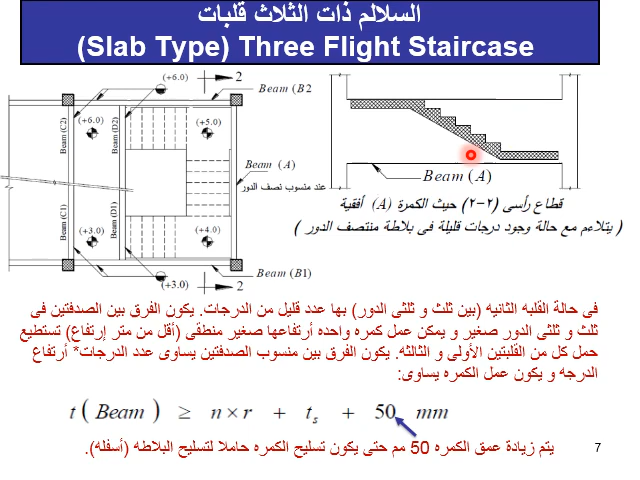 السلالم ذات الثلاث قلبات
(Slab Type) Three Flight Staircase
(+6.0)
2
Beam (B2
(+6.0)
(+5.0)
Beam (C2)
Beam (D2)
Beam (A)
عند منسوب نصف الدور
Beam (C1)
Beam (D1)
(+3.0)
(+4.0)
Beam (B1)
(+3.0)
2
Beam (A)
قطاع رأسى (٢-٢) حيث الكمرة (A) أفقية
( يتلاءم مع حالة وجود درجات قليلة فى بلاطة منتصف الدور )
فى حالة القلبه الثانيه (بين ثلث و ثلثى الدور) بها عدد قليل من الدرجات. يكون الفرق بين الصدفتين فى
ثلث و ثلثى الدور صغير و يمكن عمل كمره واحده أرتفاعها صغير منطقى (أقل من متر إرتفاع) تستطيع
حمل كل من القلبتين الأولى و الثالثه. يكون الفرق بين منسوب الصدفتين يساوى عدد الدرجات* أرتفاع
الدرجه و يكون عمل الكمره يساوى:
t ( Beam ) ≥ n × r + ts + 50 mm
يتم زيادة عمق الكمره 50 مم حتى يكون تسليح الكمره حاملا لتسليح البلاطه (أسفله).
7